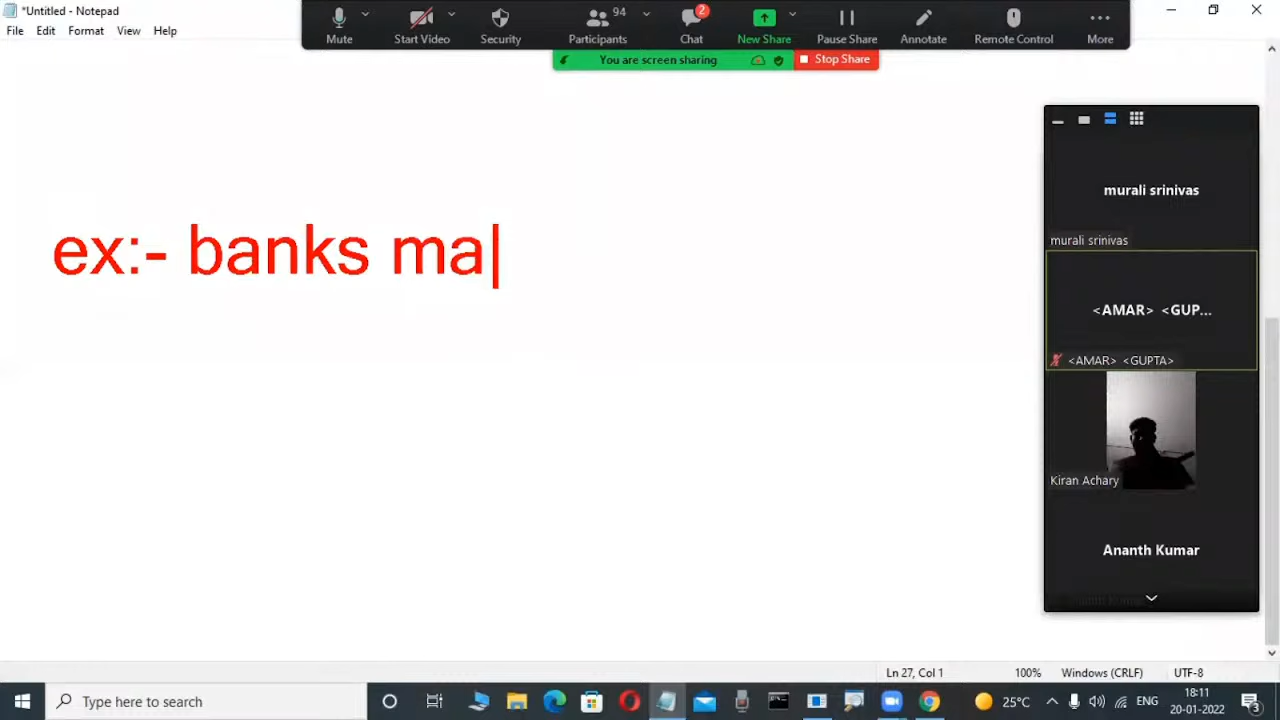 *Untitled - Notepad
File Edit Format View Help
Mute Start Video Security Participants 94 Chat 2 New Share Pause Share Annotate Remote Control More
You are screen sharing Stop Share
ex:- banks ma
murali srinivas
murali srinivas
<AMAR> <GUP...
<AMAR> <GUPTA>
Kiran Achary
Ananth Kumar
Ln 27, Col 1 100% Windows (CRLF) UTF-8
Type here to search
25°C ENG 18:11
20-01-2022 3